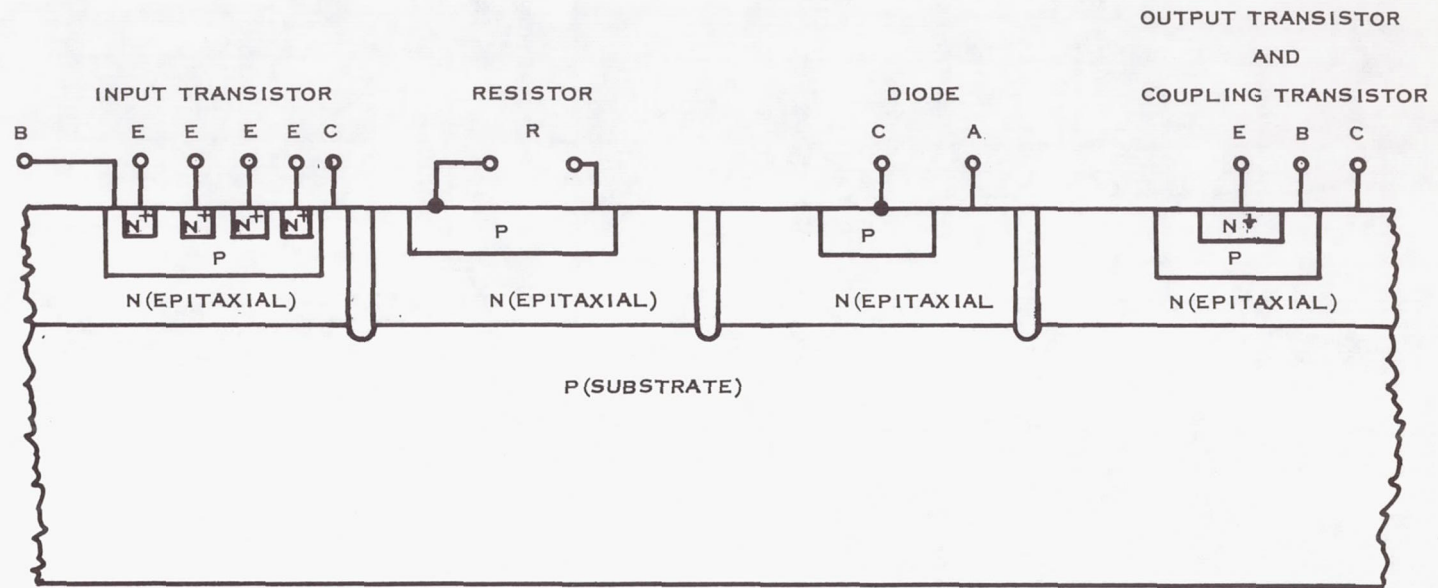 OUTPUT TRANSISTOR
AND
COUPLING TRANSISTOR
INPUT TRANSISTOR
RESISTOR
DIODE
B
E
E
E
E
C
R
C
A
E
B
C
N+
N+
N+
N+
P
N(EPITAXIAL)
P
N(EPITAXIAL)
P
N(EPITAXIAL
N+
P
N(EPITAXIAL)
P(SUBSTRATE)